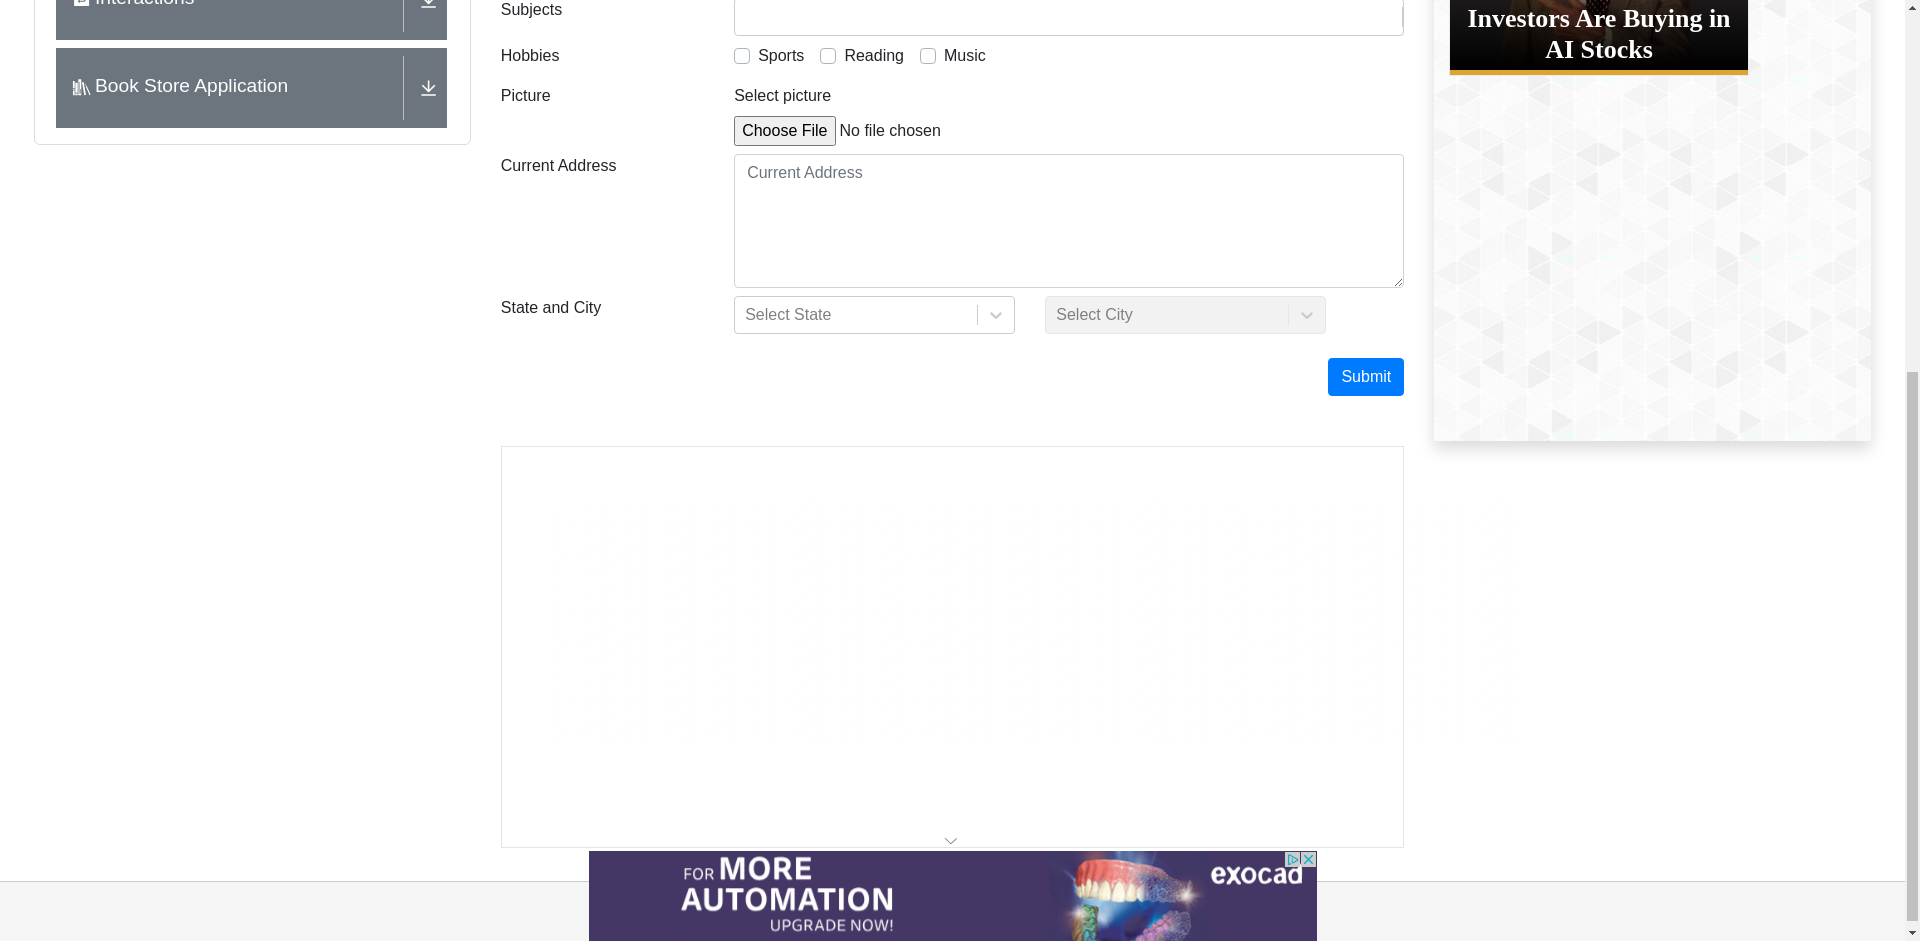 Interactions
Book Store Application
Subjects
Hobbies
Sports Reading Music
Picture
Select picture
Choose File No file chosen
Current Address
Current Address
State and City
Select State
Select City
Submit
Investors Are Buying in
AI Stocks
FOR MORE
AUTOMATION
UPGRADE NOW!
exocad